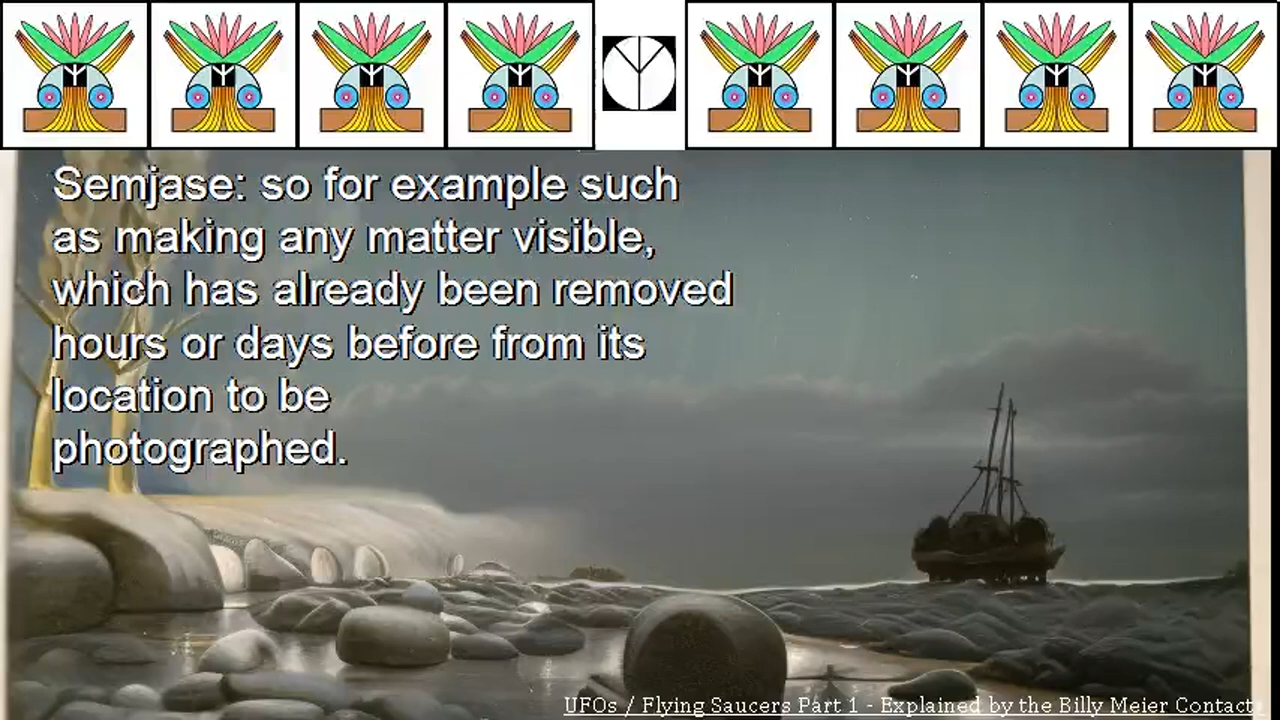 Semjase: so for example such
as making any matter visible,
which has already been removed
hours or days before from its
location to be
photographed.
UFOs / Flying Saucers Part 1 - Explained by the Billy Meier Contact